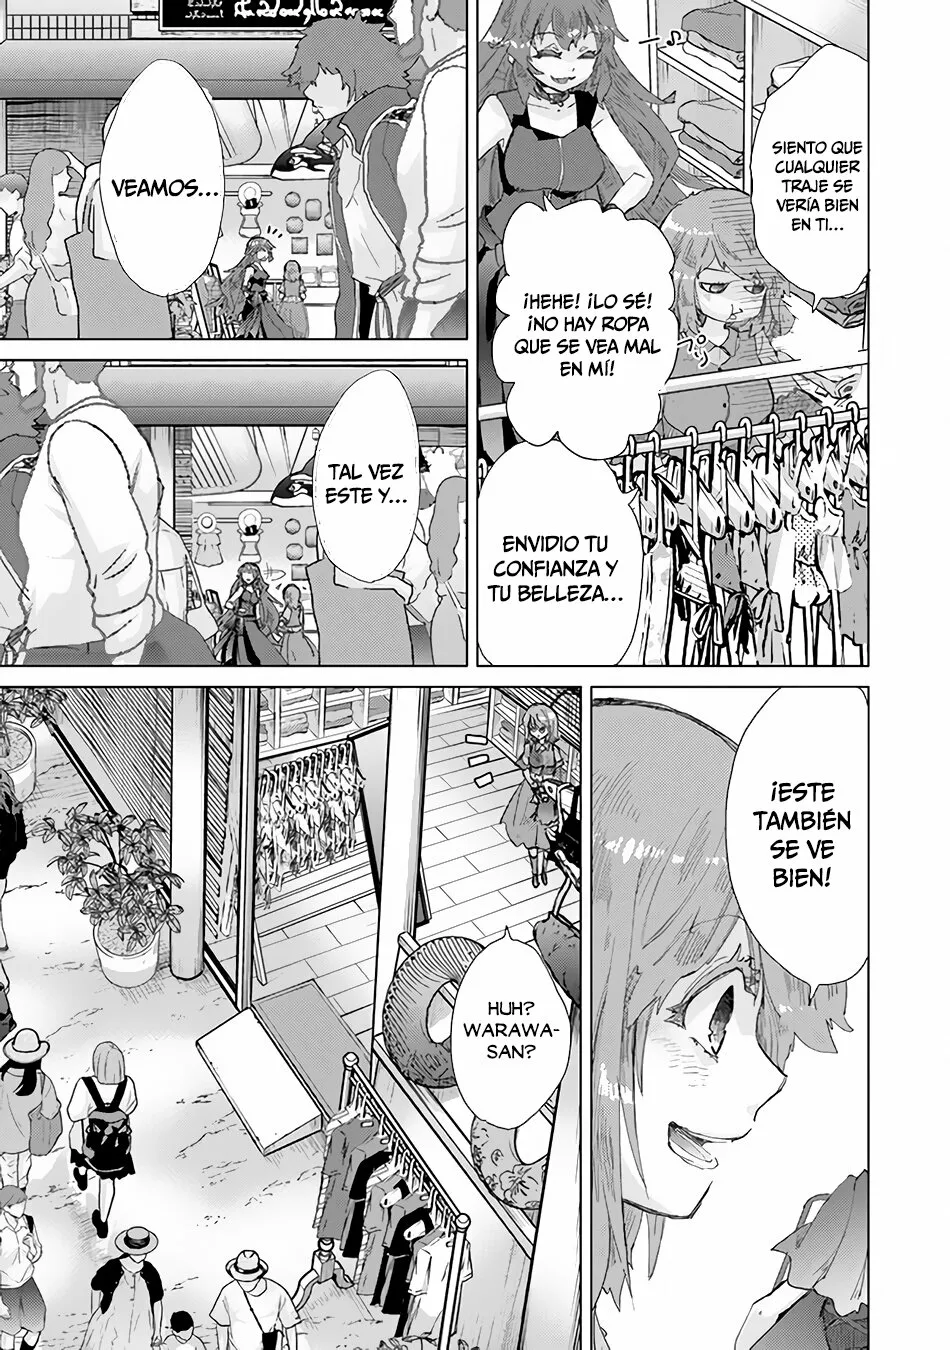 SIENTO QUE
CUALQUIER
TRAJE SE
VERÍA BIEN
EN TI...
¡HEHE! ¡LO SÉ!
¡NO HAY ROPA
QUE SE VEA MAL
EN MÍ!
ENVIDIO TU
CONFIANZA Y
TU BELLEZA...
VEAMOS...
TAL VEZ
ESTE Y...
¡ESTE
TAMBIÉN
SE VE
BIEN!
HUH?
WARAWA-
SAN?